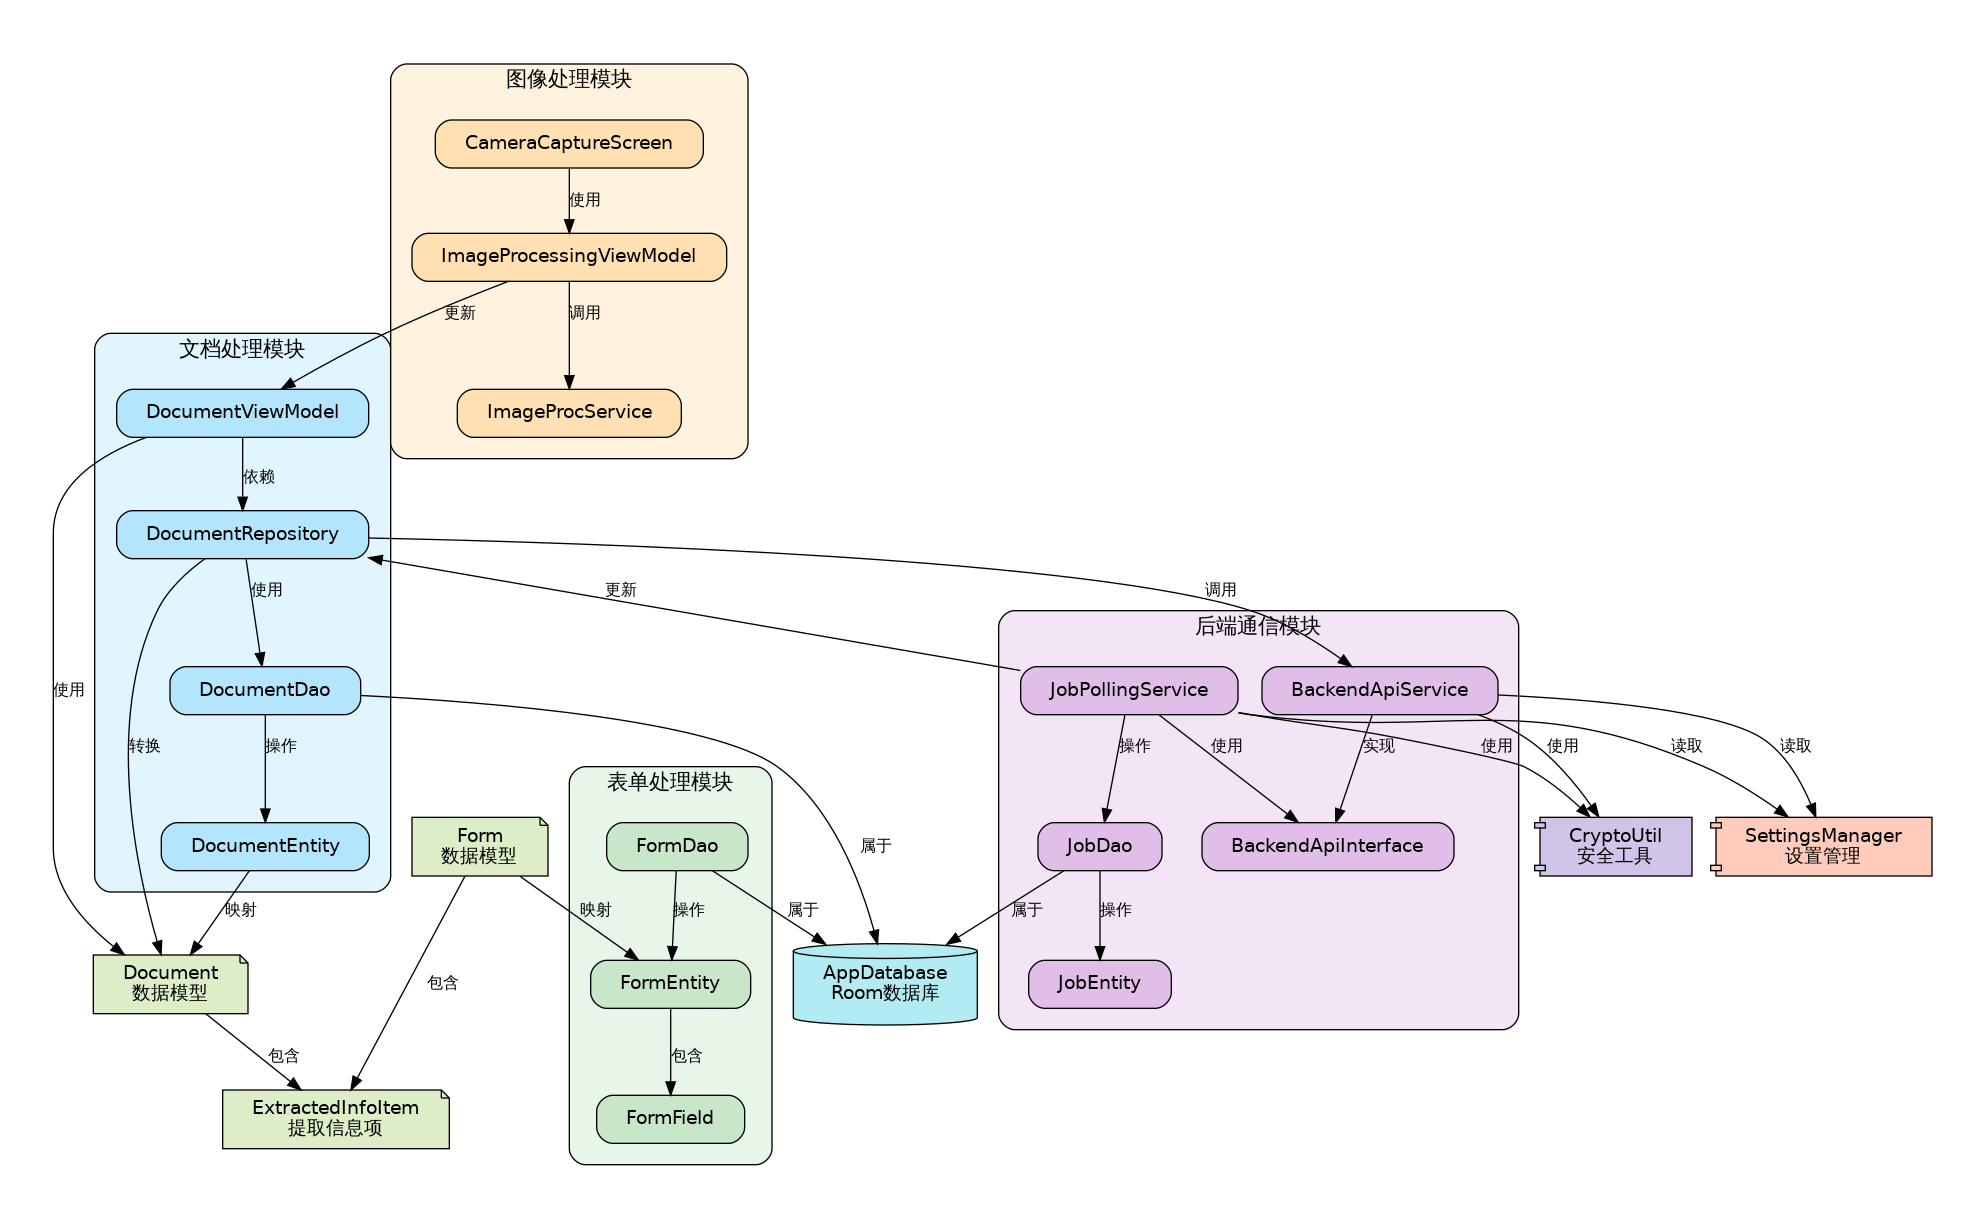 图像处理模块
CameraCaptureScreen
使用
ImageProcessingViewModel
更新
调用
文档处理模块
DocumentViewModel
ImageProcService
依赖
DocumentRepository
使用
更新
调用
后端通信模块
使用
DocumentDao
JobPollingService
BackendApiService
转换
操作
操作
使用
实现
使用
使用
读取
读取
表单处理模块
DocumentEntity
Form
数据模型
FormDao
属于
JobDao
BackendApiInterface
CryptoUtil
安全工具
SettingsManager
设置管理
映射
映射
操作
属于
属于
操作
Document
数据模型
包含
FormEntity
AppDatabase
Room数据库
JobEntity
包含
包含
ExtractedInfoItem
提取信息项
FormField